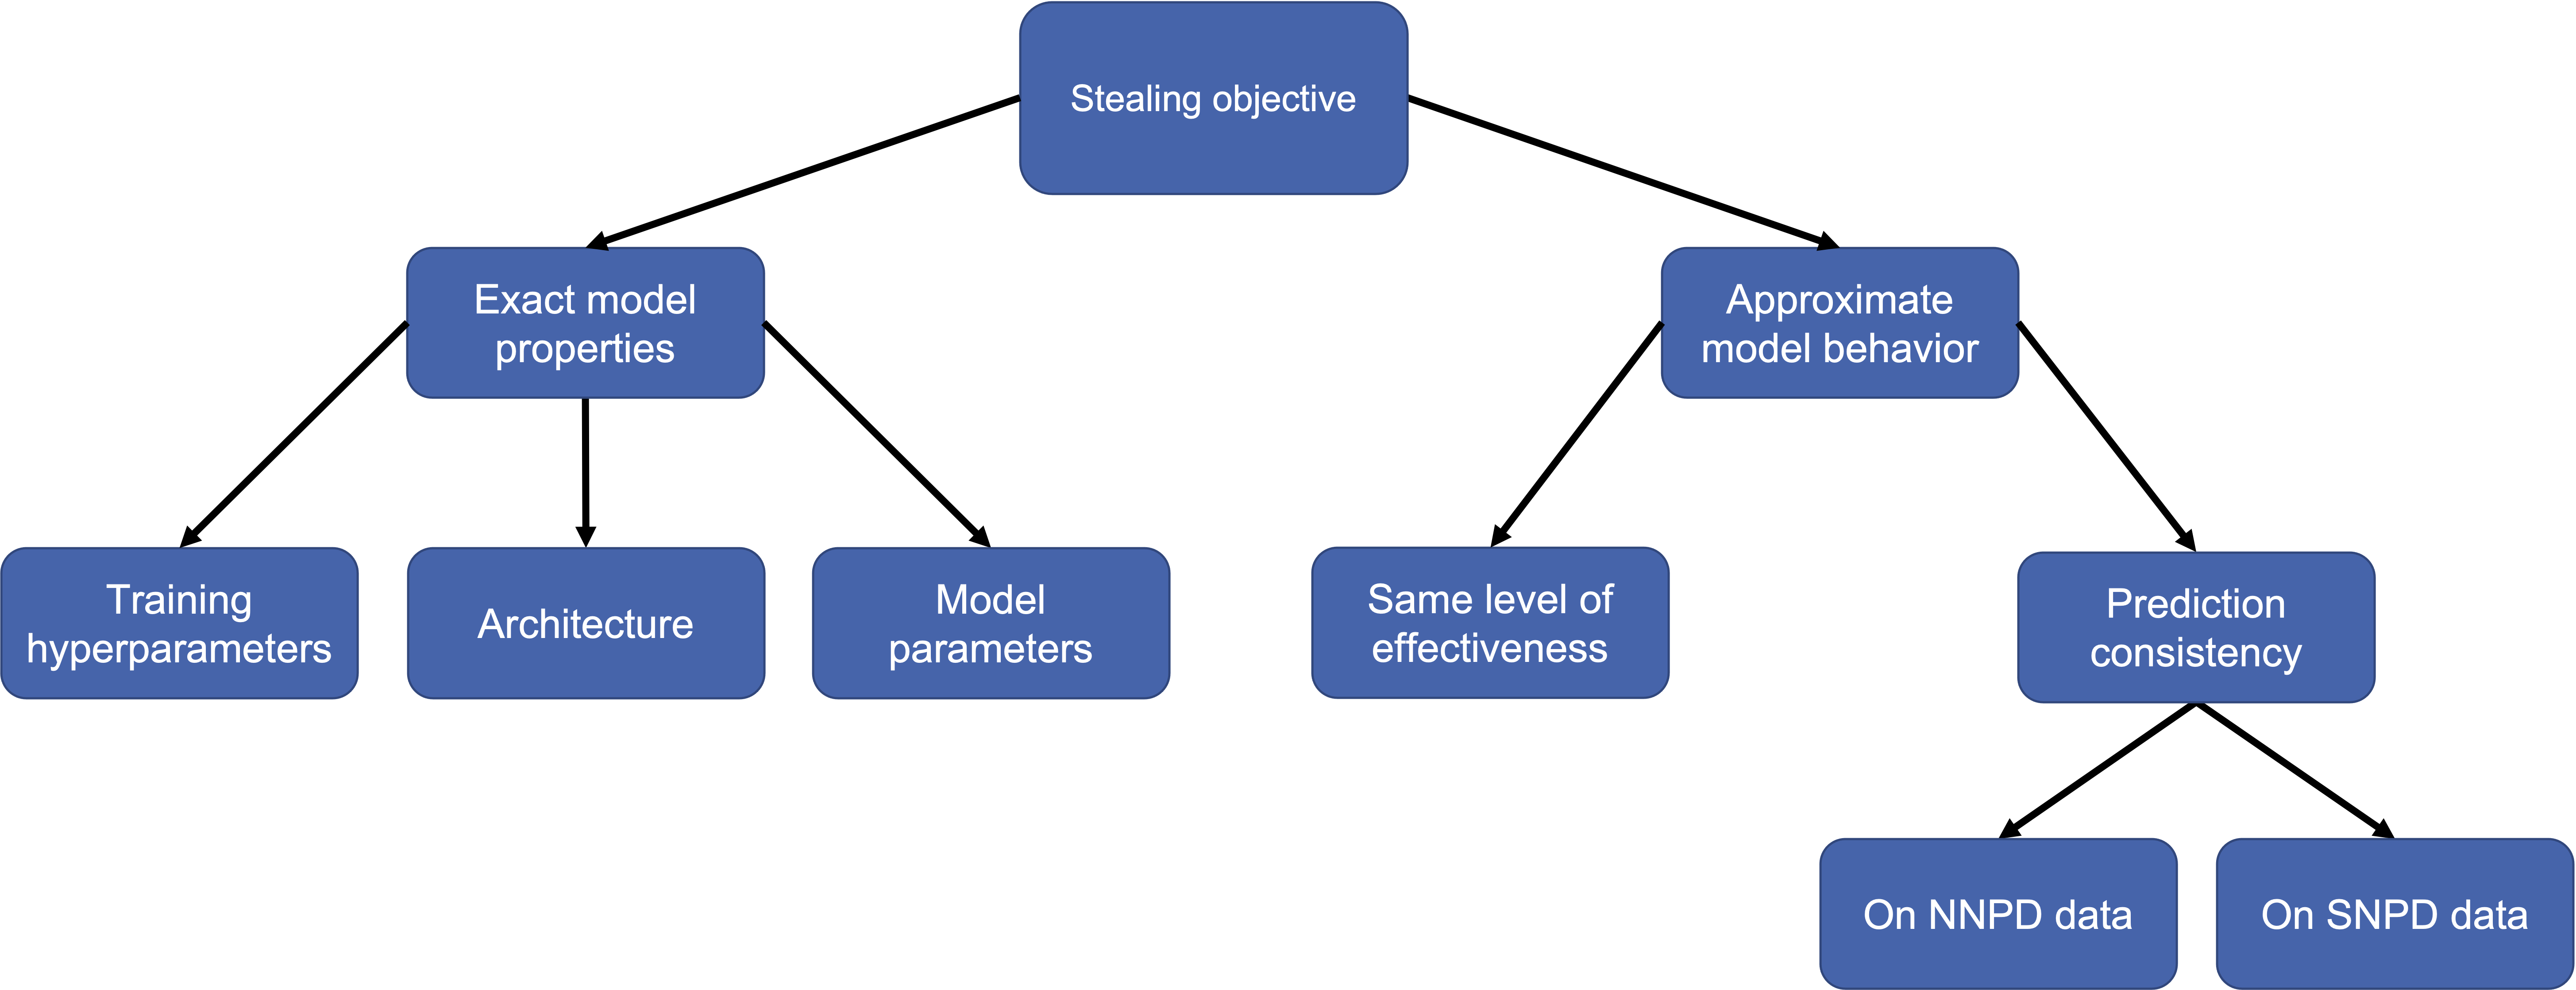 Stealing objective
Exact model
properties
Approximate
model behavior
Training
hyperparameters
Architecture
Model
parameters
Same level of
effectiveness
Prediction
consistency
On NNPD data
On SNPD data